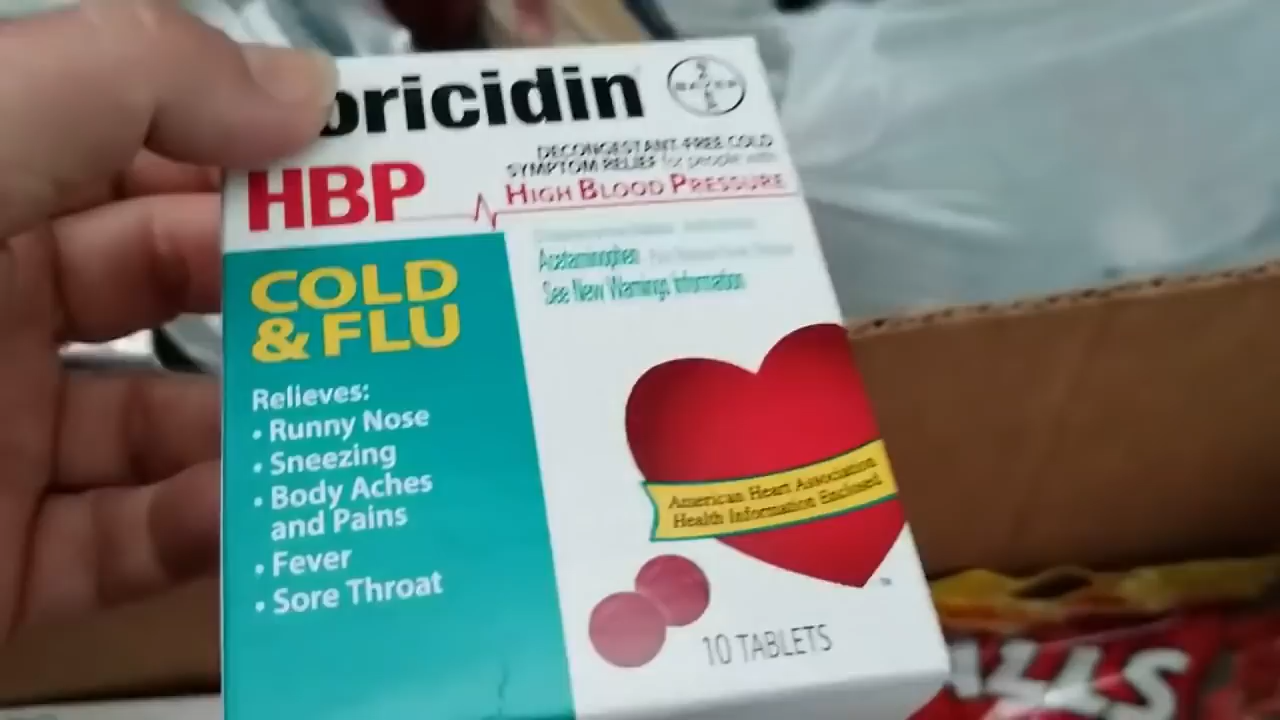 oricidin
BAYER
HBP
DECONGESTANT-FREE COLD
SYMPTOM RELIEF for people with
HIGH BLOOD PRESSURE
Acetaminophen
See New Warnings Information
COLD
& FLU
Relieves:
• Runny Nose
• Sneezing
• Body Aches
and Pains
• Fever
• Sore Throat
American Heart Association
Health Information Enclosed
TM
10 TABLETS
ALLS